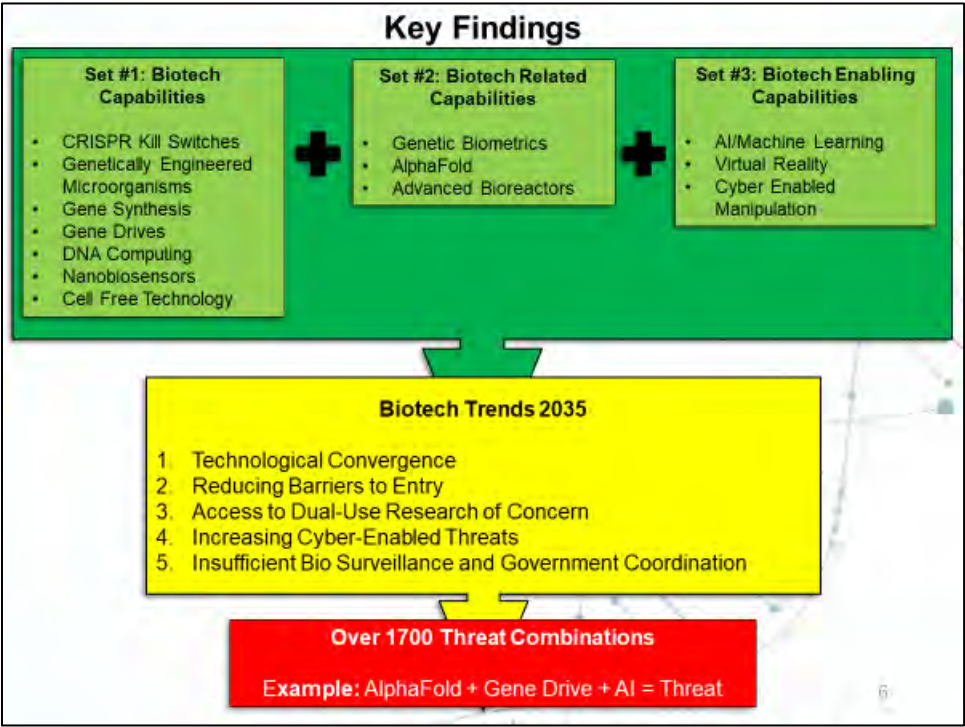 Key Findings
Set #1: Biotech
Capabilities
• CRISPR Kill Switches
• Genetically Engineered
Microorganisms
• Gene Synthesis
• Gene Drives
• DNA Computing
• Nanobiosensors
• Cell Free Technology
Set #2: Biotech Related
Capabilities
• Genetic Biometrics
• AlphaFold
• Advanced Bioreactors
Set #3: Biotech Enabling
Capabilities
• AI/Machine Learning
• Virtual Reality
• Cyber Enabled
Manipulation
Biotech Trends 2035
1. Technological Convergence
2. Reducing Barriers to Entry
3. Access to Dual-Use Research of Concern
4. Increasing Cyber-Enabled Threats
5. Insufficient Bio Surveillance and Government Coordination
Over 1700 Threat Combinations
Example: AlphaFold + Gene Drive + AI = Threat
6